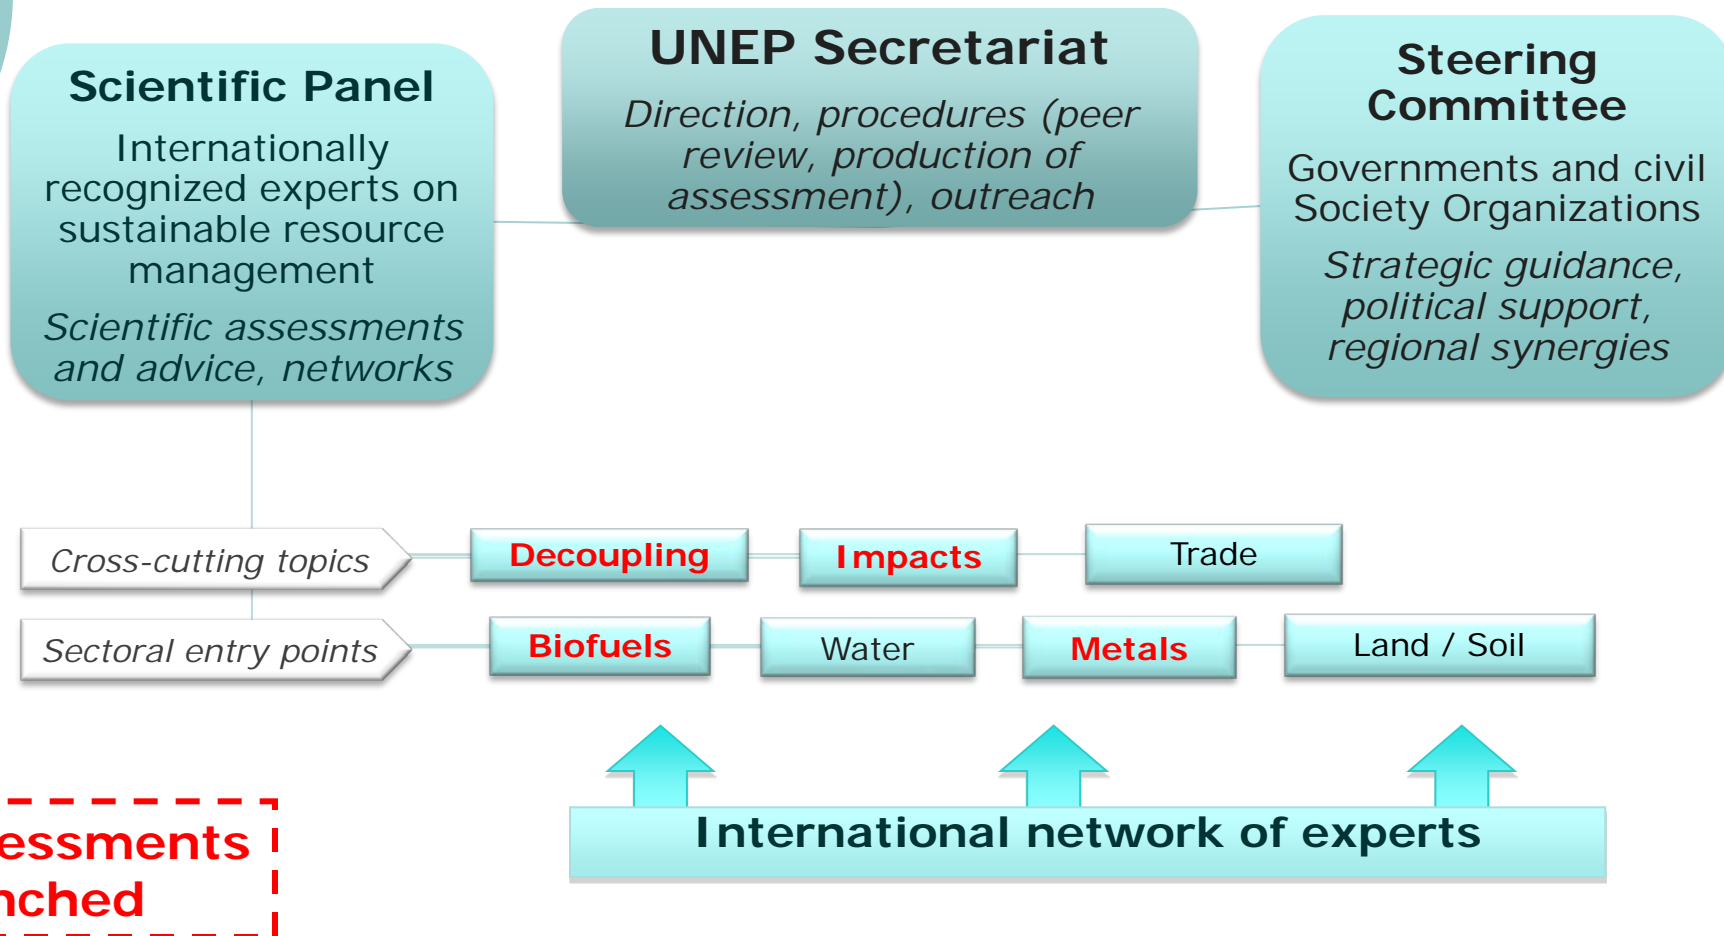 Scientific Panel
Internationally
recognized experts on
sustainable resource
management
Scientific assessments
and advice, networks
UNEP Secretariat
Direction, procedures (peer
review, production of
assessment), outreach
Steering
Committee
Governments and civil
Society Organizations
Strategic guidance,
political support,
regional synergies
Cross-cutting topics
Decoupling
Impacts
Trade
Sectoral entry points
Biofuels
Water
Metals
Land / Soil
International network of experts
essments
nched